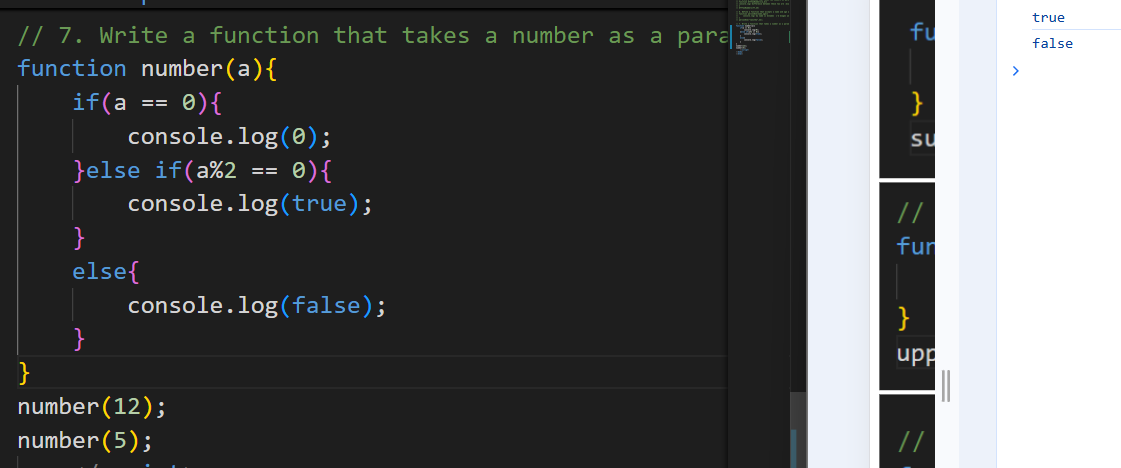 // 7. Write a function that takes a number as a para
function number(a){
if(a == 0){
console.log(0);
}else if(a%2 == 0){
console.log(true);
}
else{
console.log(false);
}
}
number(12);
number(5);
fu
}
su
//
fun
}
upp
//
true
false
>